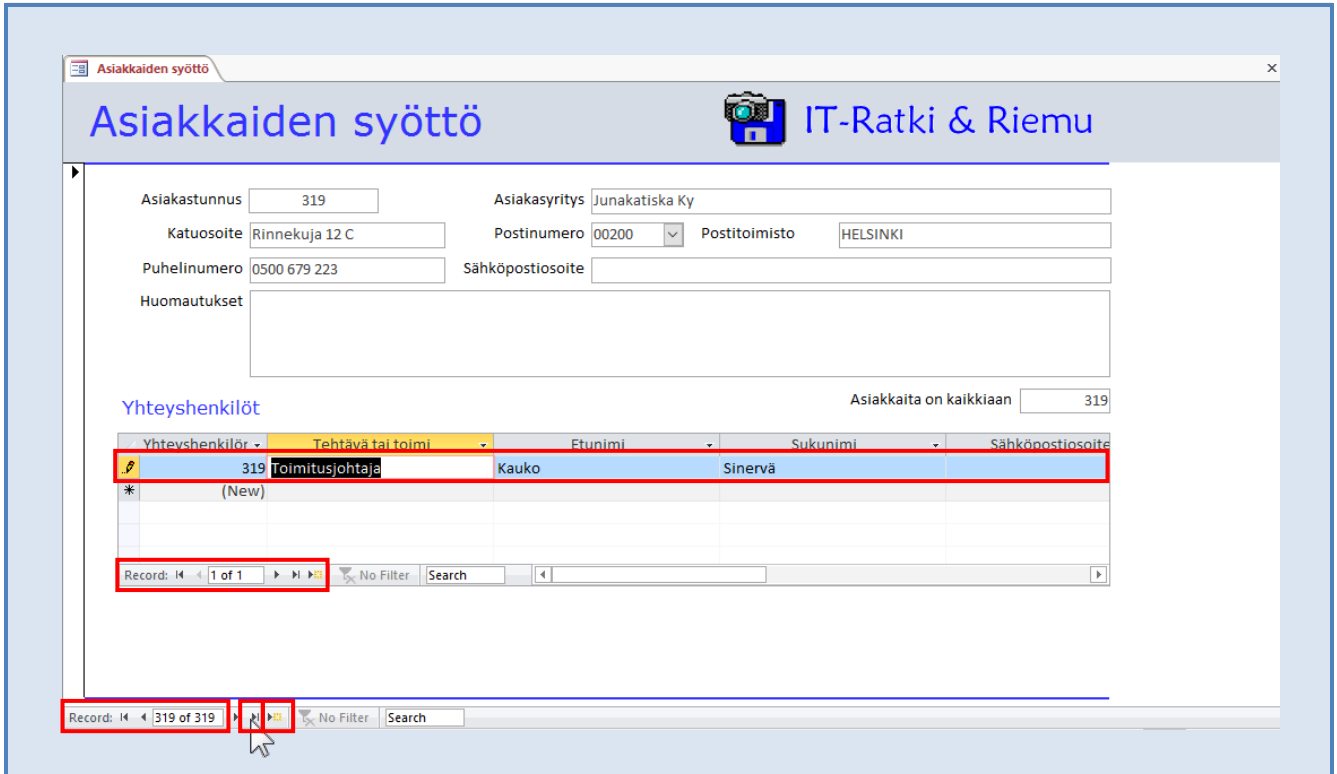 Asiakkaiden syöttö
Asiakkaiden syöttö IT-Ratki & Riemu
Asiakastunnus 319 Asiakasyritys Junakatiska Ky
Katuosoite Rinnekuja 12 C Postinumero 00200 Postitoimisto HELSINKI
Puhelinumero 0500 679 223 Sähköpostiosoite
Huomautukset
Asiakkaita on kaikkiaan 319
Yhteyshenkilöt
Yhteyshenkilör Tehtävä tai toimi Etunimi Sukunimi Sähköpostiosoite
319 Toimitusjohtaja Kauko Sinervä
(New)
Record: 1 of 1 No Filter Search
Record: 319 of 319 No Filter Search